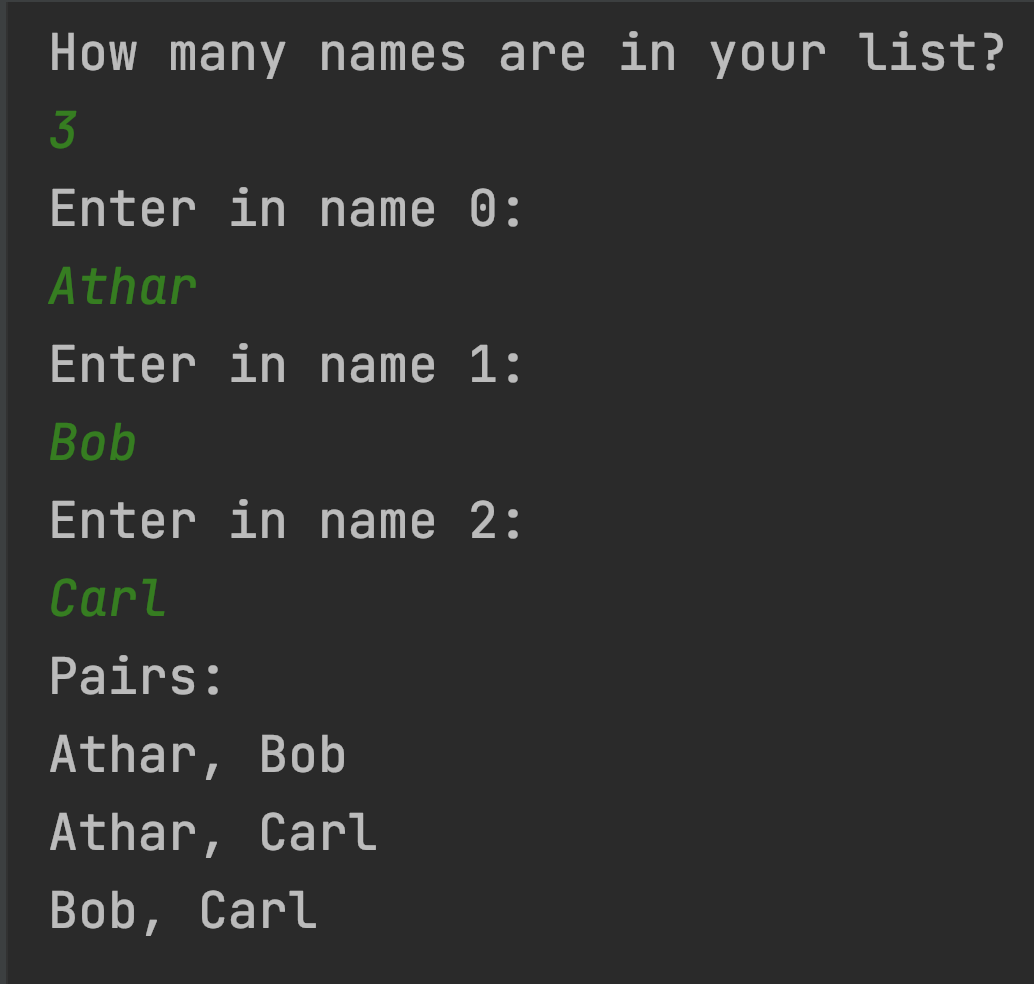 How many names are in your list?
3
Enter in name 0:
Athar
Enter in name 1:
Bob
Enter in name 2:
Carl
Pairs:
Athar, Bob
Athar, Carl
Bob, Carl